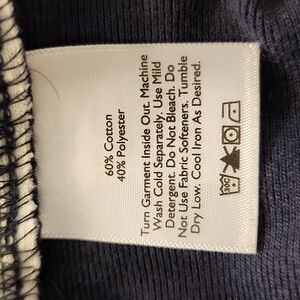 60% Cotton
40% Polyester
Turn Garment Inside Out. Machine
Wash Cold Separately. Use Mild
Detergent. Do Not Bleach. Do
Not Use Fabric Softeners. Tumble
Dry Low. Cool Iron As Desired.
30C